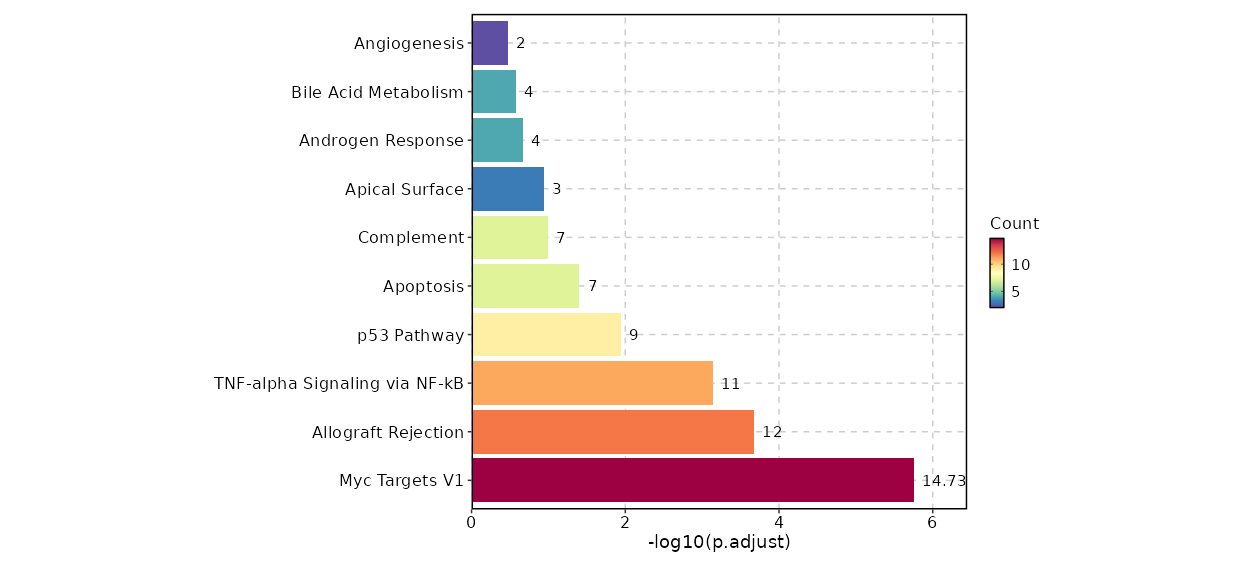 Angiogenesis 2
Bile Acid Metabolism 4
Androgen Response 4
Apical Surface 3
Complement 7
Apoptosis 7
p53 Pathway 9
TNF-alpha Signaling via NF-kB 11
Allograft Rejection 12
Myc Targets V1 14.73
0 2 4 6
-log10(p.adjust)
Count
10
5